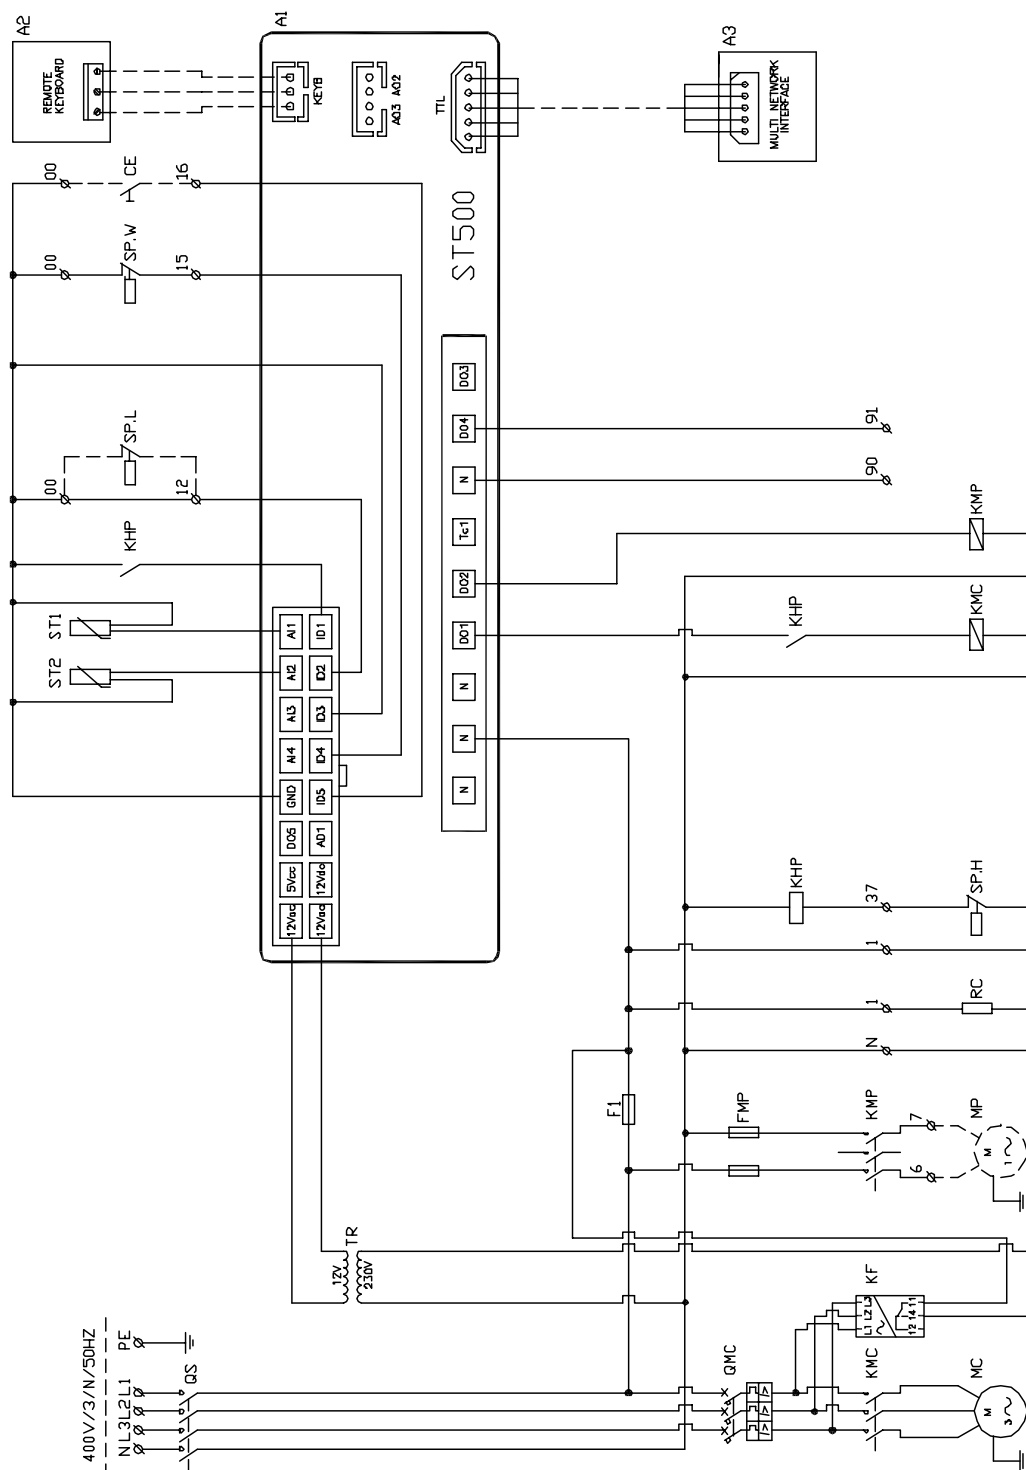 A2
REMOTE
KEYBOARD
A1
KEYB
AO3 AO2
TTL
A3
MULTI NETWORK
INTERFACE
00
CE
16
00
SP.W
15
ST500
00
SP.L
12
KHP
ST1
ST2
AI1
AI2
AI3
AI4
GND
DO5
5Vcc
12Vac
ID1
ID2
ID3
ID4
ID5
AO1
12Vdc
12Vac
DO3
DO4
N
Tc1
DO2
DO1
N
N
N
91
90
KMP
KHP
KMC
KHP
37
SP.H
1
1
RC
N
F1
FMP
KMP
7
6
MP
M
1
TR
12V
230V
KF
L1 L2 L3
12 14 11
400V/3/N/50HZ
N L3 L2 L1 PE
QS
QMC
I> I> I>
KMC
MC
M
3